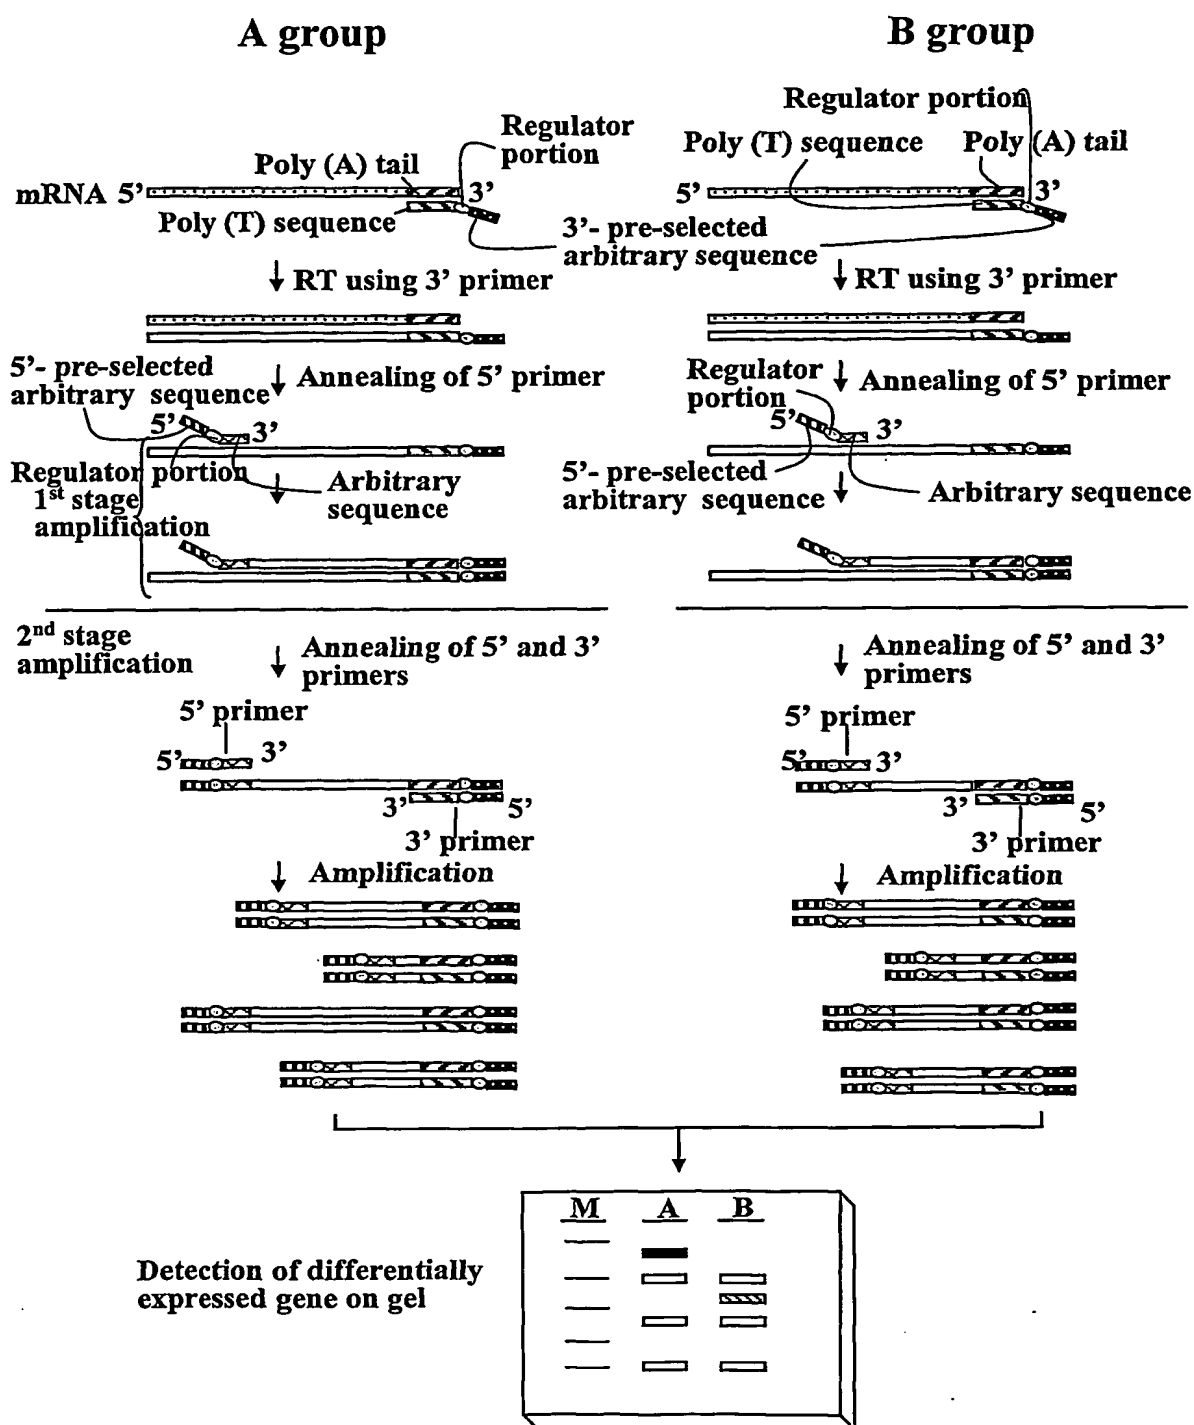 A group
B group
Regulator portion
Regulator
portion
Poly (A) tail
Poly (T) sequence
Poly (A) tail
mRNA 5’
3’
5’
3’
Poly (T) sequence
3’- pre-selected
arbitrary sequence
RT using 3’ primer
RT using 3’ primer
5’- pre-selected
arbitrary sequence
Annealing of 5’ primer
Regulator
portion
Annealing of 5’ primer
5’
3’
5’
3’
Regulator portion
1st stage
amplification
Arbitrary
sequence
5’- pre-selected
arbitrary sequence
Arbitrary sequence
2nd stage
amplification
Annealing of 5’ and 3’
primers
Annealing of 5’ and 3’
primers
5’ primer
5’ primer
5’
3’
5’
3’
3’
5’
3’
5’
3’ primer
3’ primer
Amplification
Amplification
M
A
B
Detection of differentially
expressed gene on gel